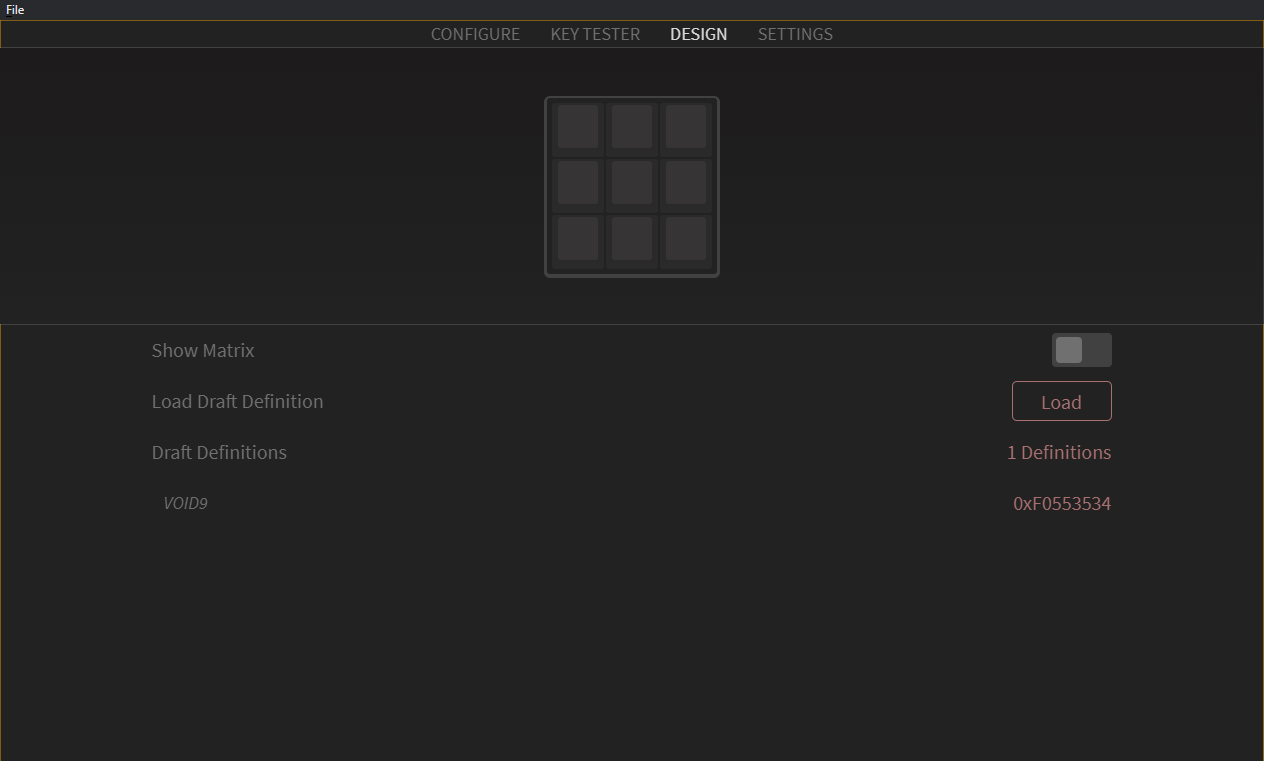 File
CONFIGURE KEY TESTER DESIGN SETTINGS
Show Matrix
Load Draft Definition Load
Draft Definitions 1 Definitions
VOID9 0xF0553534